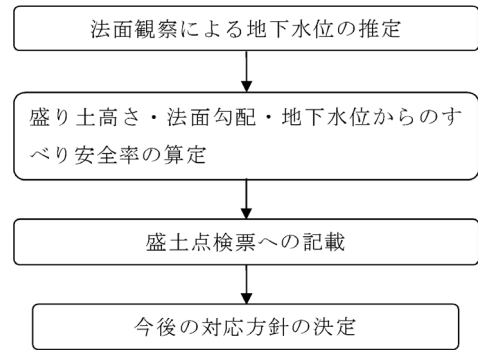 法面観察による地下水位の推定
盛り土高さ・法面勾配・地下水位からのす
べり安全率の算定
盛土点検票への記載
今後の対応方針の決定